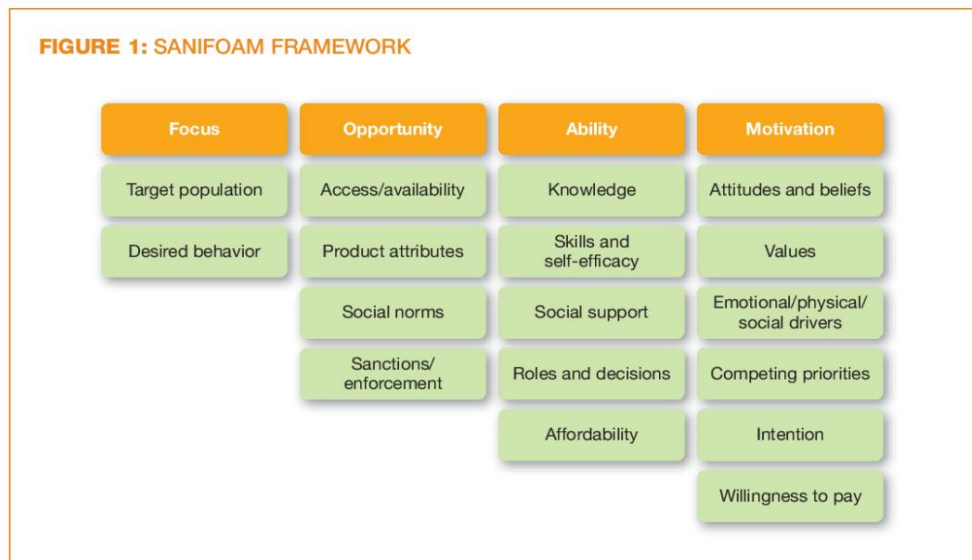 FIGURE 1: SANIFOAM FRAMEWORK
Focus
Target population
Desired behavior
Opportunity
Access/availability
Product attributes
Social norms
Sanctions/
enforcement
Ability
Knowledge
Skills and
self-efficacy
Social support
Roles and decisions
Affordability
Motivation
Attitudes and beliefs
Values
Emotional/physical/
social drivers
Competing priorities
Intention
Willingness to pay